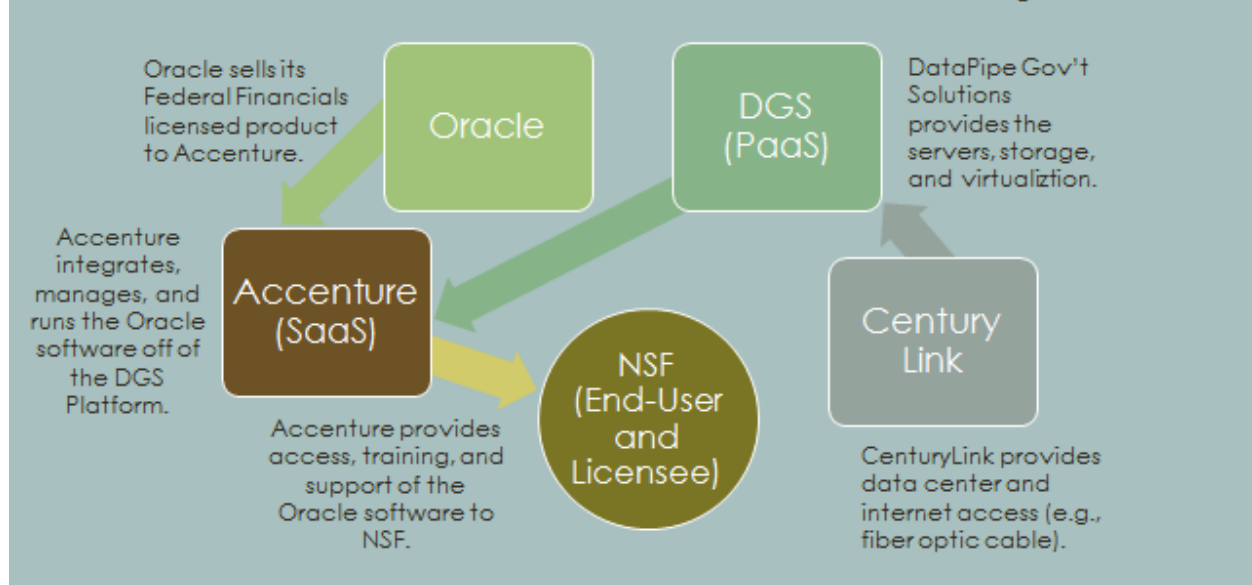 Oracle sells its
Federal Financials
licensed product
to Accenture.
Oracle
DGS
(PaaS)
DataPipe Gov't
Solutions
provides the
servers, storage,
and virtualiztion.
Accenture
integrates,
manages, and
runs the Oracle
software off of
the DGS
Platform.
Accenture
(SaaS)
NSF
(End-User
and
Licensee)
Century
Link
Accenture provides
access, training, and
support of the
Oracle software to
NSF.
CenturyLink provides
data center and
internet access (e.g.,
fiber optic cable).